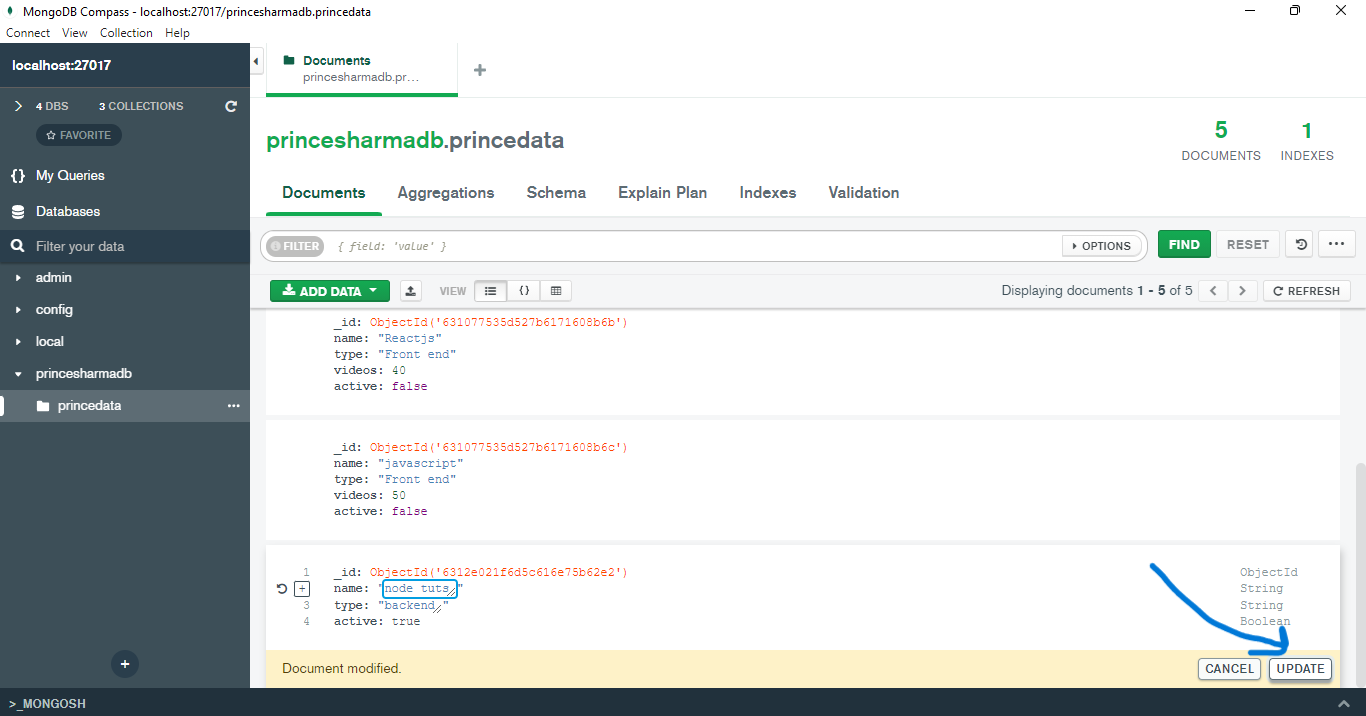 MongoDB Compass - localhost:27017/princesharmadb.princedata
Connect View Collection Help
localhost:27017
4 DBS 3 COLLECTIONS
FAVORITE
{} My Queries
Databases
Filter your data
admin
config
local
princesharmadb
princedata ...
+
Documents
princesharmadb.pr...
+
princesharmadb.princedata
5
DOCUMENTS
1
INDEXES
Documents Aggregations Schema Explain Plan Indexes Validation
FILTER { field: 'value' } OPTIONS FIND RESET ...
ADD DATA VIEW {} Displaying documents 1 - 5 of 5 < > REFRESH
_id: ObjectId('631077535d527b6171608b6b')
name: "Reactjs"
type: "Front end"
videos: 40
active: false
_id: ObjectId('631077535d527b6171608b6c')
name: "javascript"
type: "Front end"
videos: 50
active: false
1 _id: ObjectId('6312e021f6d5c616e75b62e2') ObjectId
+ name: "node tuts" String
3 type: "backend" String
4 active: true Boolean
Document modified. CANCEL UPDATE
>_MONGOSH